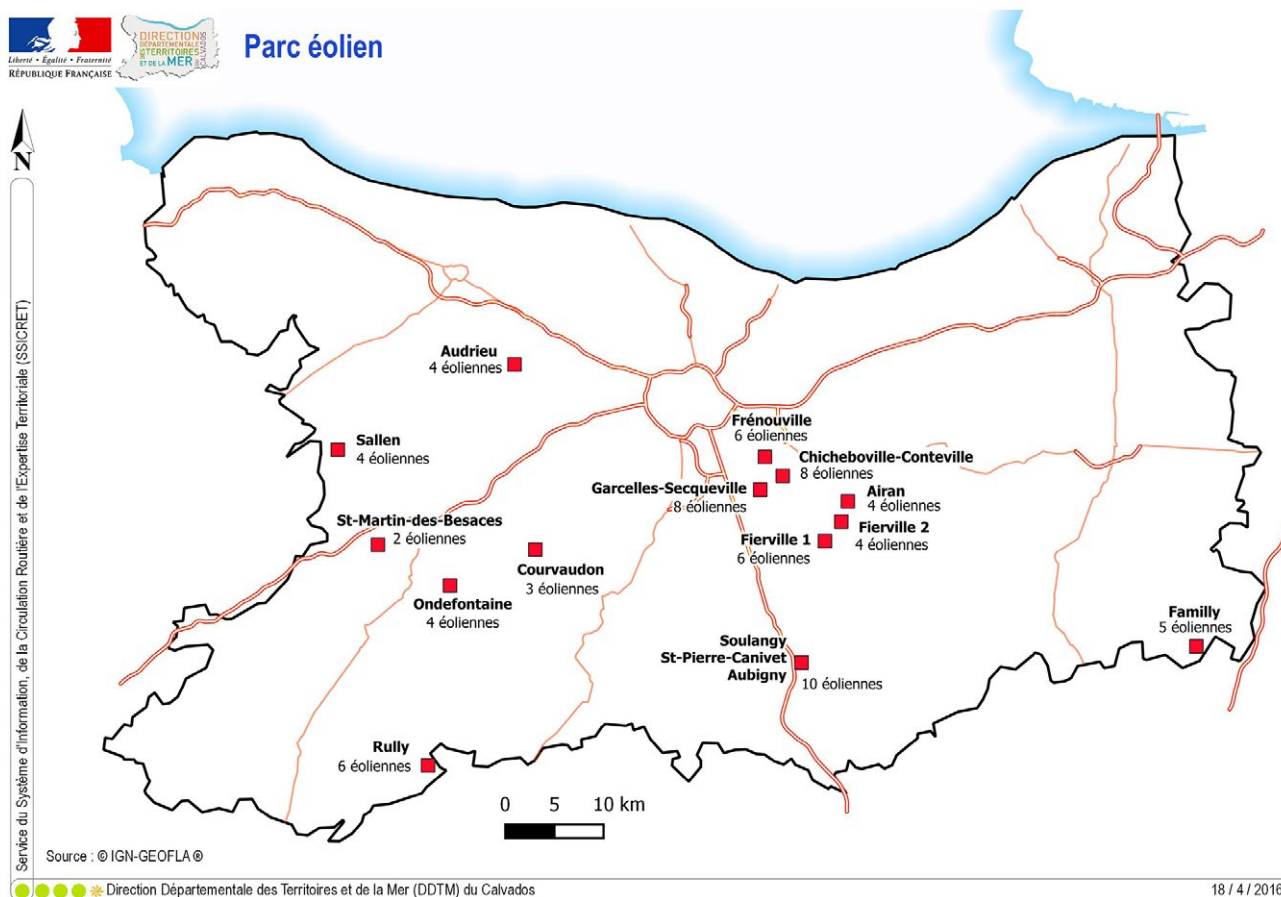 Liberté • Égalité • Fraternité
RÉPUBLIQUE FRANÇAISE
DIRECTION
DÉPARTEMENTALE
DES TERRITOIRES
ET DE LA MER
DU CALVADOS
Parc éolien
N
Service du Système d'Information, de la Circulation Routière et de l'Expertise Territoriale (SSICRET)
Audrieu
4 éoliennes
Frénouville
6 éoliennes
Sallen
4 éoliennes
Chicheboville-Conteville
8 éoliennes
Garcelles-Secqueville
8 éoliennes
Airan
4 éoliennes
St-Martin-des-Besaces
2 éoliennes
Fierville 2
4 éoliennes
Fierville 1
6 éoliennes
Courvaudon
3 éoliennes
Ondefontaine
4 éoliennes
Familly
5 éoliennes
Soulangy
St-Pierre-Canivet
Aubigny
10 éoliennes
Rully
6 éoliennes
0 5 10 km
Source : © IGN-GEOFLA ®
Direction Départementale des Territoires et de la Mer (DDTM) du Calvados
18 / 4 / 2016